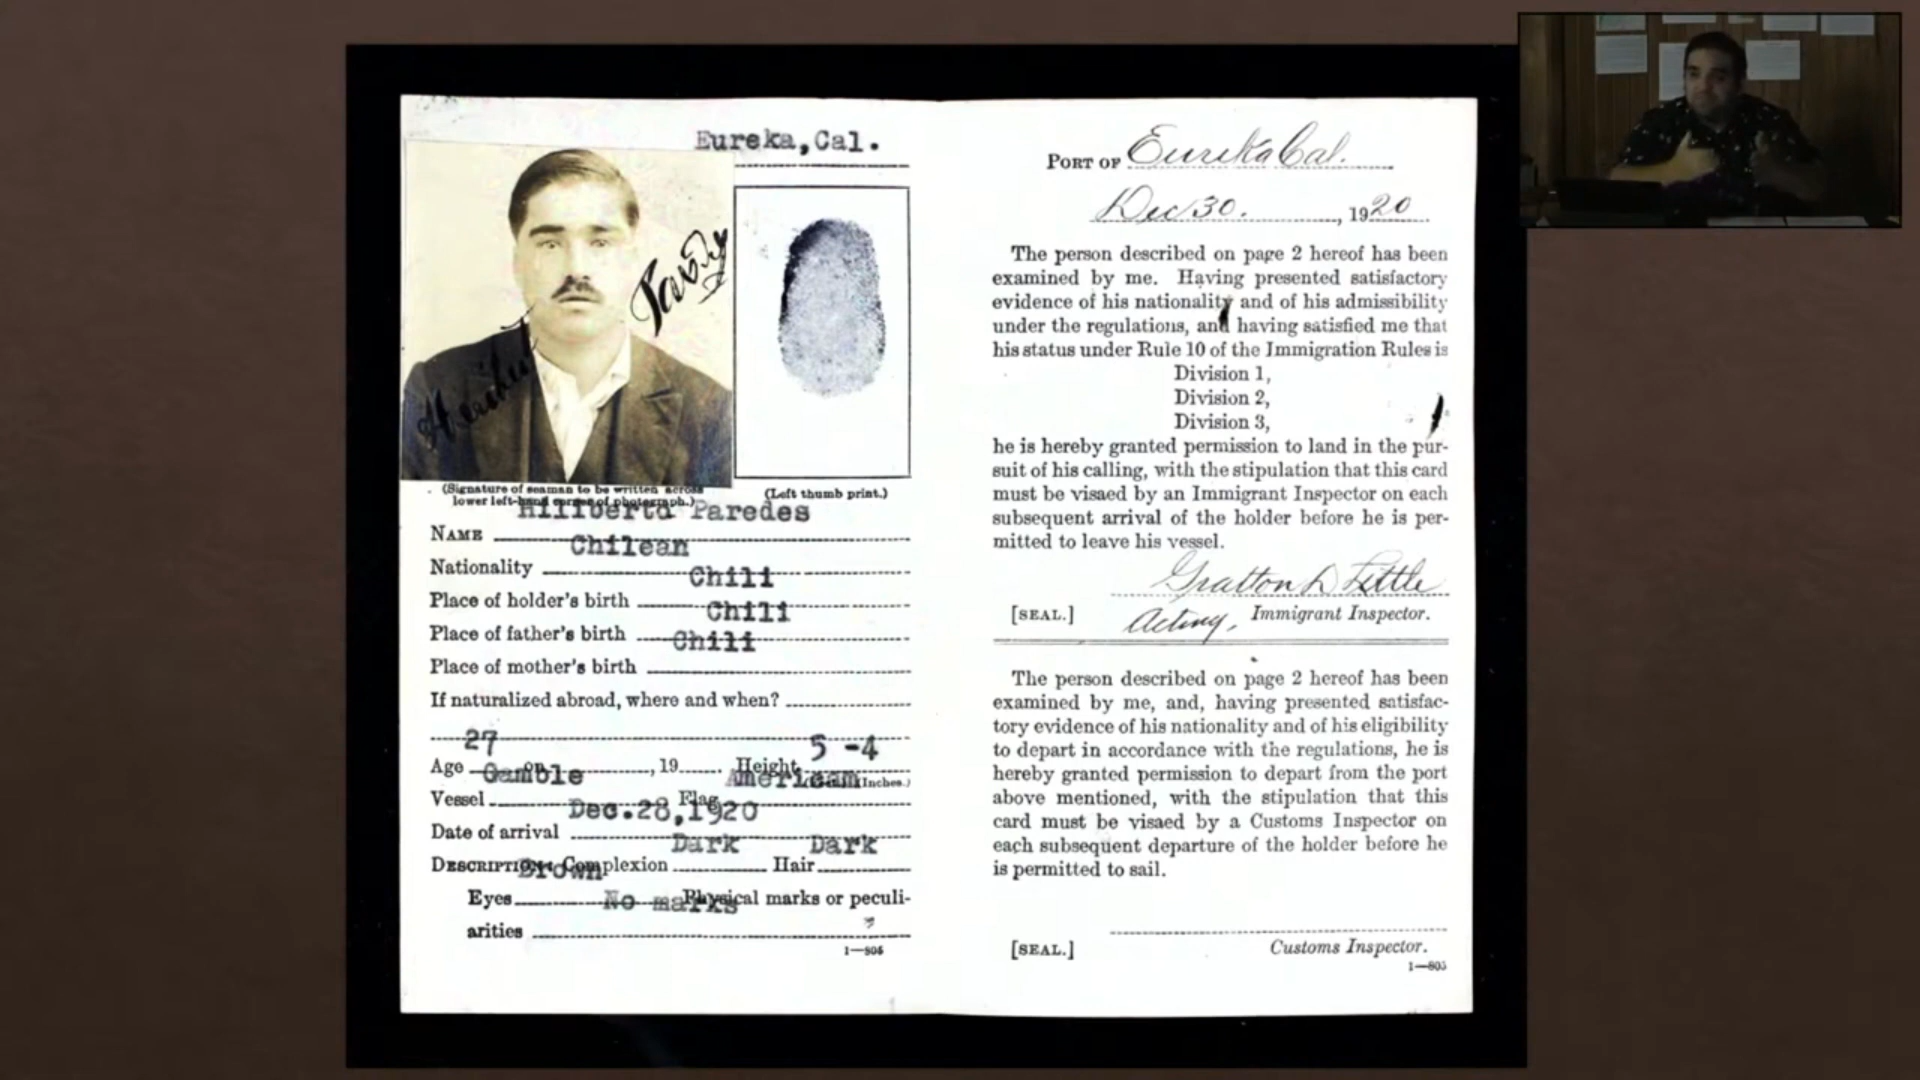 Eureka, Cal.
(Signature of seaman to be written across
lower left-hand corner of photograph.)
(Left thumb print.)
Hiliberto Paredes
NAME
Chilean
Nationality
Chili
Place of holder's birth
Chili
Place of father's birth
Chili
Place of mother's birth
If naturalized abroad, where and when?
27 5 -4
Age on , 19 Height
Gamble American Inches.)
Vessel Flag
Dec.28,1920
Date of arrival
Dark Dark
DESCRIPTION: Complexion Hair
Brown
Eyes Physical marks or peculi-
No marks
arities
1—805
PORT OF Eureka Cal.
Dec 30. , 1920
The person described on page 2 hereof has been
examined by me. Having presented satisfactory
evidence of his nationality and of his admissibility
under the regulations, and having satisfied me that
his status under Rule 10 of the Immigration Rules is
Division 1,
Division 2,
Division 3,
he is hereby granted permission to land in the pur-
suit of his calling, with the stipulation that this card
must be visaed by an Immigrant Inspector on each
subsequent arrival of the holder before he is per-
mitted to leave his vessel.
Gratton D Little
[SEAL.] Acting, Immigrant Inspector.
The person described on page 2 hereof has been
examined by me, and, having presented satisfac-
tory evidence of his nationality and of his eligibility
to depart in accordance with the regulations, he is
hereby granted permission to depart from the port
above mentioned, with the stipulation that this
card must be visaed by a Customs Inspector on
each subsequent departure of the holder before he
is permitted to sail.
[SEAL.] Customs Inspector.
1—805